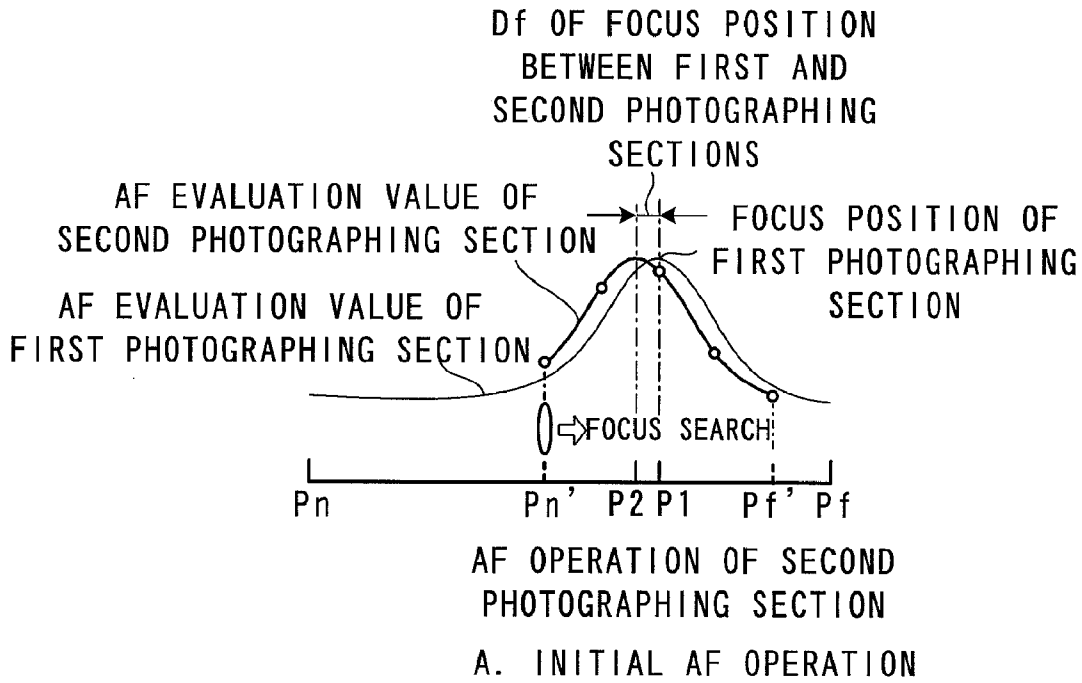 Df OF FOCUS POSITION
BETWEEN FIRST AND
SECOND PHOTOGRAPHING
SECTIONS
AF EVALUATION VALUE OF
SECOND PHOTOGRAPHING SECTION
FOCUS POSITION OF
FIRST PHOTOGRAPHING
SECTION
AF EVALUATION VALUE OF
FIRST PHOTOGRAPHING SECTION
FOCUS SEARCH
Pn Pn' P2 P1 Pf' Pf
AF OPERATION OF SECOND
PHOTOGRAPHING SECTION
A. INITIAL AF OPERATION